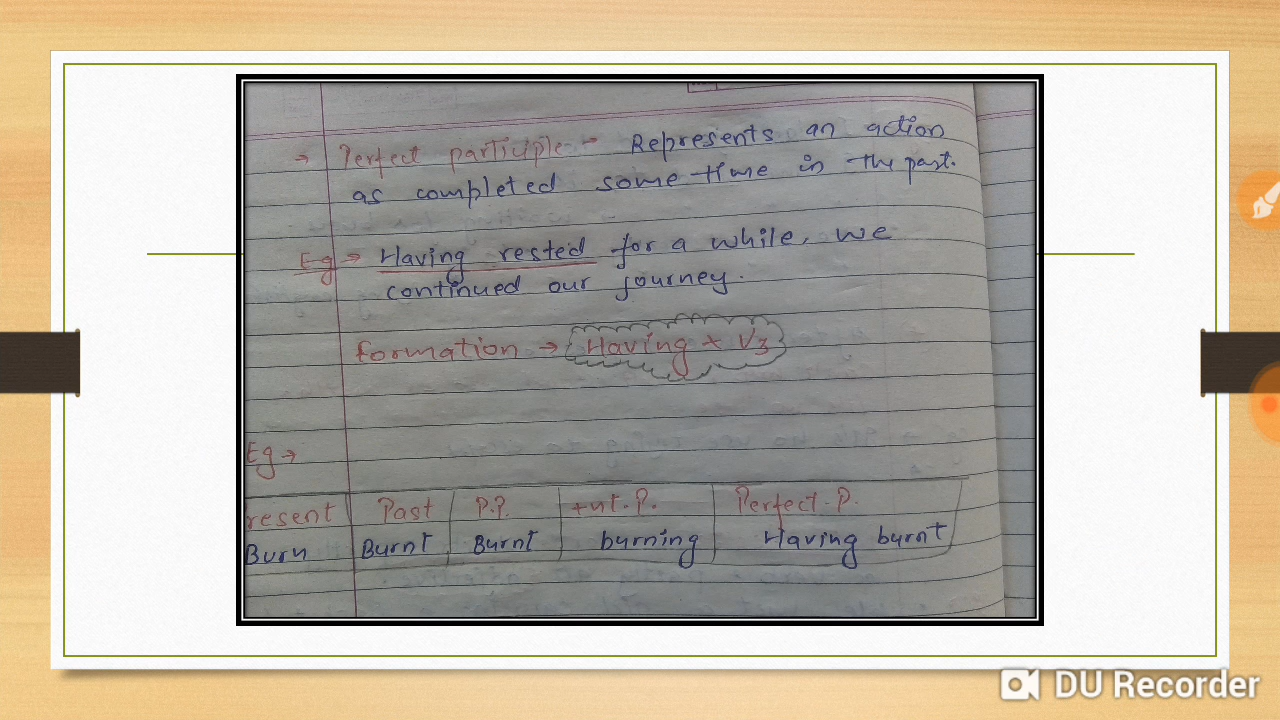 → Perfect participle → Represents an action
as completed some time in the past.
Eg → Having rested for a while, we
continued our journey.
formation → Having + V3
Eg →
resent Past P.P. +nt. P. Perfect. P.
Burn Burnt Burnt burning Having burnt
DU Recorder